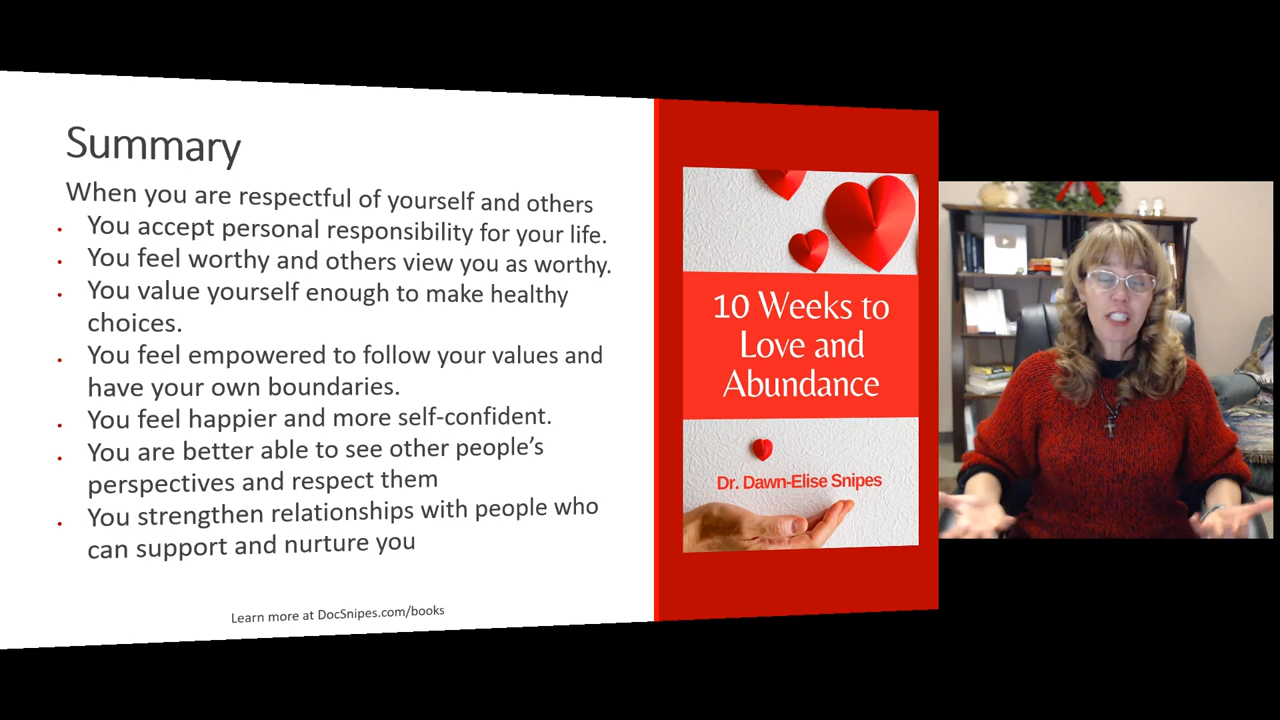 Summary
When you are respectful of yourself and others
• You accept personal responsibility for your life.
• You feel worthy and others view you as worthy.
• You value yourself enough to make healthy
choices.
• You feel empowered to follow your values and
have your own boundaries.
• You feel happier and more self-confident.
• You are better able to see other people's
perspectives and respect them
• You strengthen relationships with people who
can support and nurture you
Learn more at DocSnipes.com/books
10 Weeks to
Love and
Abundance
Dr. Dawn-Elise Snipes